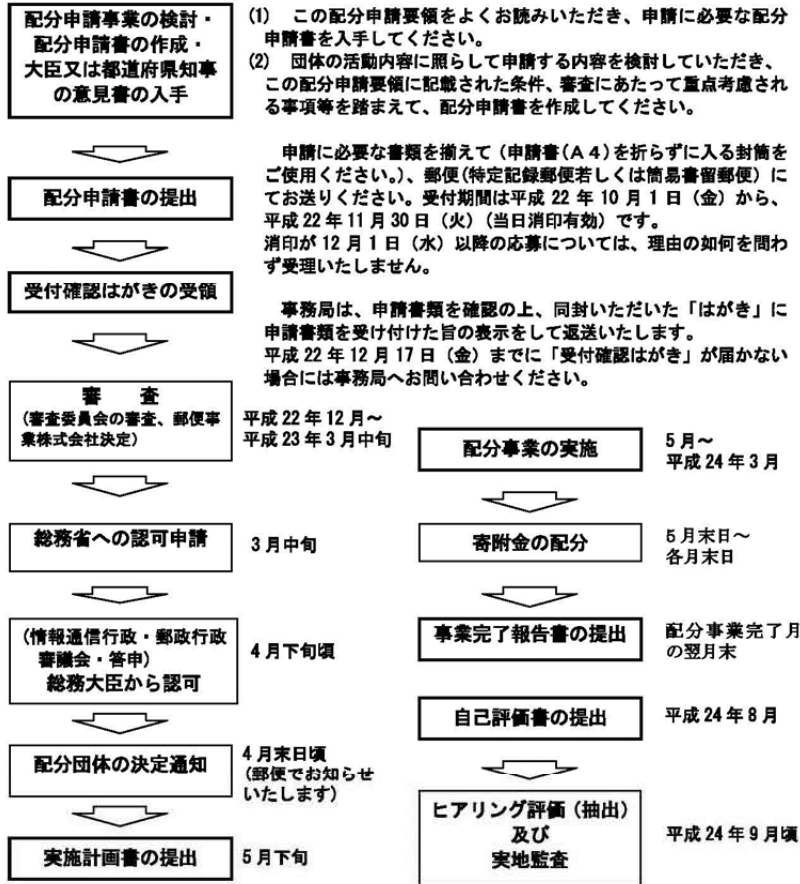 配分申請事業の検討・
配分申請書の作成・
大臣又は都道府県知事
の意見書の入手
(1) この配分申請要領をよくお読みいただき、申請に必要な配分
申請書を入手してください。
(2) 団体の活動内容に照らして申請する内容を検討していただき、
この配分申請要領に記載された条件、審査にあたって重点考慮され
る事項等を踏まえて、配分申請書を作成してください。
配分申請書の提出
申請に必要な書類を揃えて(申請書(A4)を折らずに入る封筒を
ご使用ください。)、郵便(特定記録郵便若しくは簡易書留郵便)に
てお送りください。受付期間は平成 22 年 10 月 1 日(金)から、
平成 22 年 11 月 30 日(火)(当日消印有効)です。
消印が 12 月 1 日(水)以降の応募については、理由の如何を問わ
ず受理いたしません。
受付確認はがきの受領
事務局は、申請書類を確認の上、同封いただいた「はがき」に
申請書類を受け付けた旨の表示をして返送いたします。
平成 22 年 12 月 17 日(金)までに「受付確認はがき」が届かない
場合には事務局へお問い合わせください。
審 査
(審査委員会の審査、郵便事
業株式会社決定)
平成 22 年 12 月~
平成 23 年 3 月中旬
総務省への認可申請
3 月中旬
(情報通信行政・郵政行政
審議会・答申)
総務大臣から認可
4 月下旬頃
配分団体の決定通知
4 月末日頃
(郵便でお知らせ
いたします)
実施計画書の提出
5 月下旬
配分事業の実施
5 月~
平成 24 年 3 月
寄附金の配分
5 月末日~
各月末日
事業完了報告書の提出
配分事業完了月
の翌月末
自己評価書の提出
平成 24 年 8 月
ヒアリング評価(抽出)
及び
実地監査
平成 24 年 9 月頃